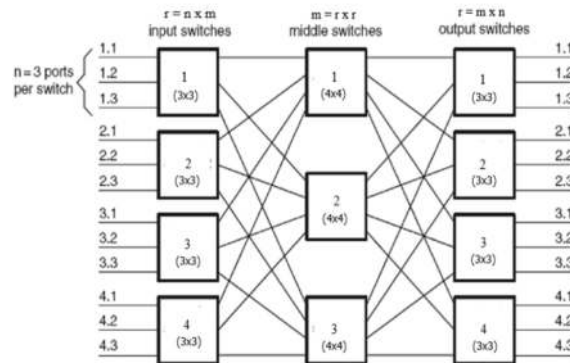 r = n x m
input switches
m = r x r
middle switches
r = m x n
output switches
n = 3 ports
per switch
1.1
1.2
1.3
2.1
2.2
2.3
3.1
3.2
3.3
4.1
4.2
4.3
1
(3x3)
2
(3x3)
3
(3x3)
4
(3x3)
1
(4x4)
2
(4x4)
3
(4x4)
1
(3x3)
2
(3x3)
3
(3x3)
4
(3x3)
1.1
1.2
1.3
2.1
2.2
2.3
3.1
3.2
3.3
4.1
4.2
4.3